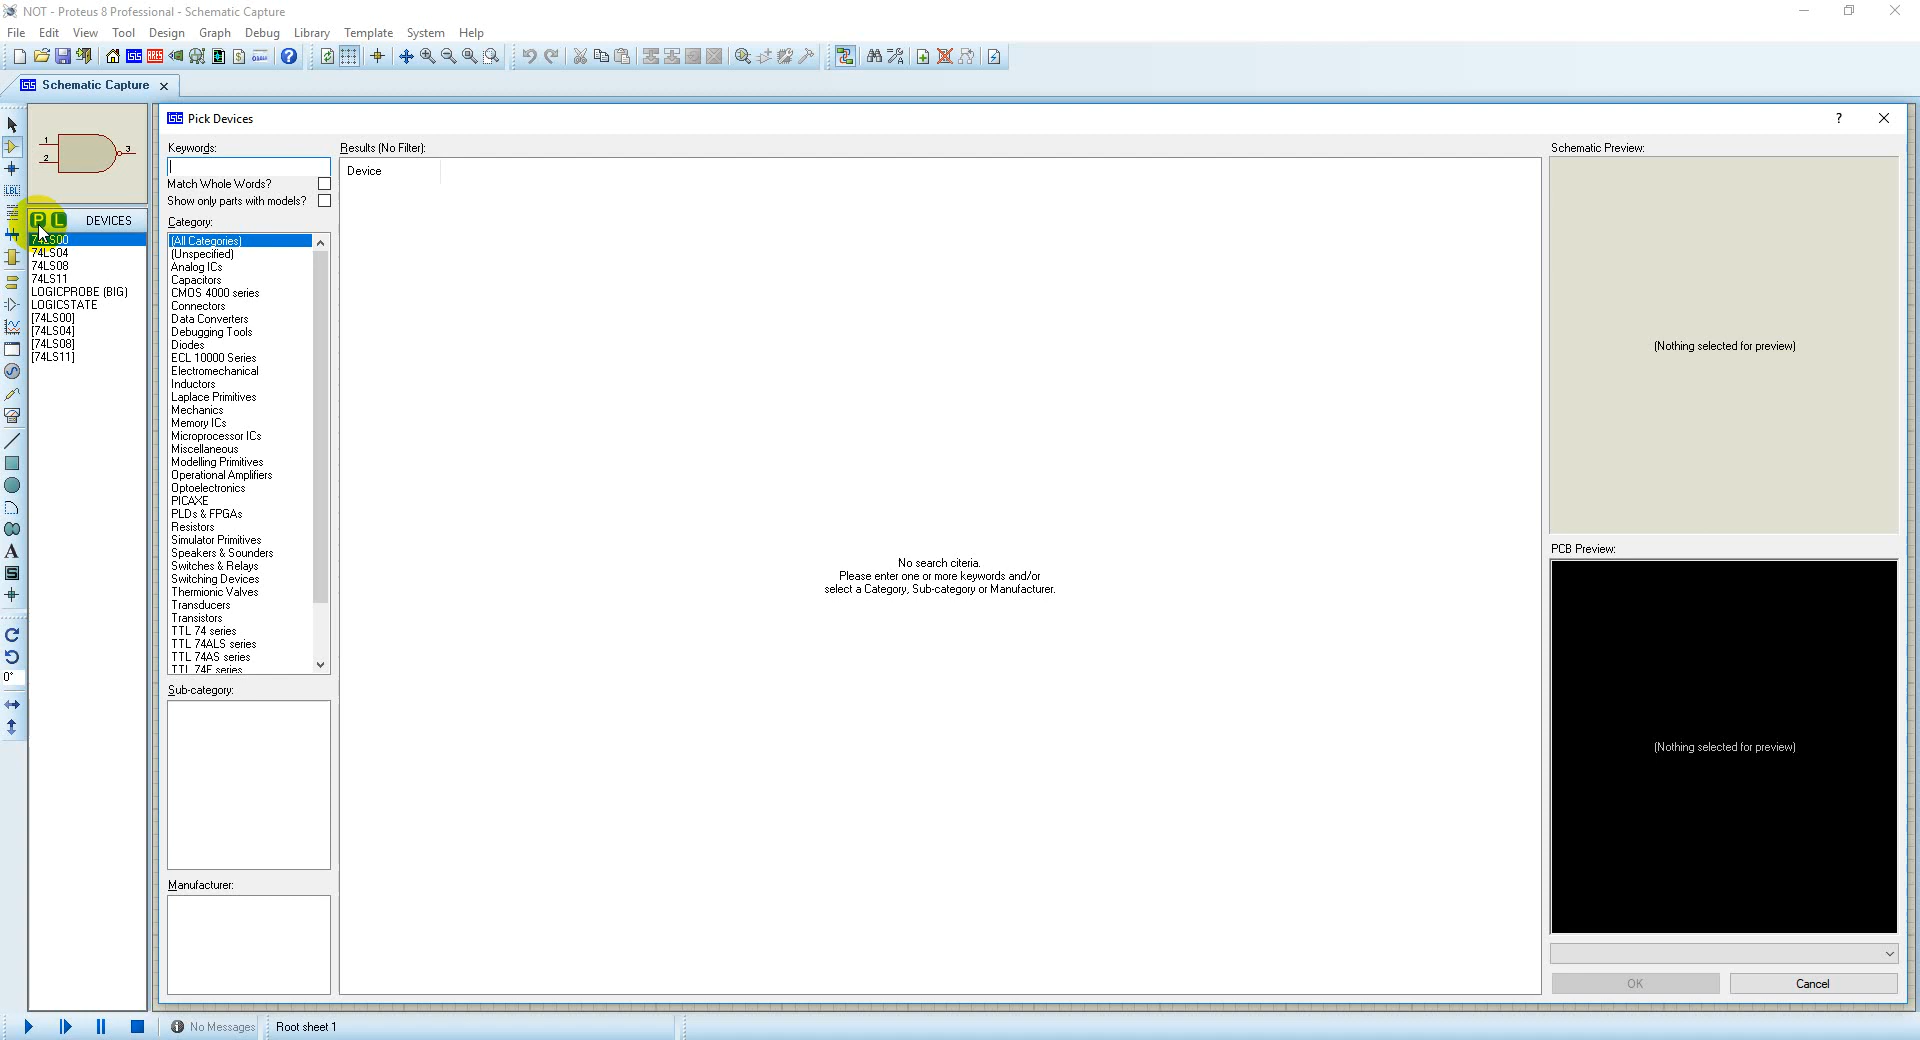 NOT - Proteus 8 Professional - Schematic Capture
File Edit View Tool Design Graph Debug Library Template System Help
Schematic Capture
Pick Devices
Keywords:
Match Whole Words?
Show only parts with models?
Category:
(All Categories)
(Unspecified)
Analog ICs
Capacitors
CMOS 4000 series
Connectors
Data Converters
Debugging Tools
Diodes
ECL 10000 Series
Electromechanical
Inductors
Laplace Primitives
Mechanics
Memory ICs
Microprocessor ICs
Miscellaneous
Modelling Primitives
Operational Amplifiers
Optoelectronics
PICAXE
PLDs & FPGAs
Resistors
Simulator Primitives
Speakers & Sounders
Switches & Relays
Switching Devices
Thermionic Valves
Transducers
Transistors
TTL 74 series
TTL 74ALS series
TTL 74AS series
TTL 74F series
Sub-category:
Manufacturer:
Results (No Filter):
Device
No search citeria.
Please enter one or more keywords and/or
select a Category, Sub-category or Manufacturer.
Schematic Preview:
(Nothing selected for preview)
PCB Preview:
(Nothing selected for preview)
OK Cancel
1
2
3
LBL
P L DEVICES
74LS00
74LS04
74LS08
74LS11
LOGICPROBE (BIG)
LOGICSTATE
[74LS00]
[74LS04]
[74LS08]
[74LS11]
A
S
0°
No Messages
Root sheet 1